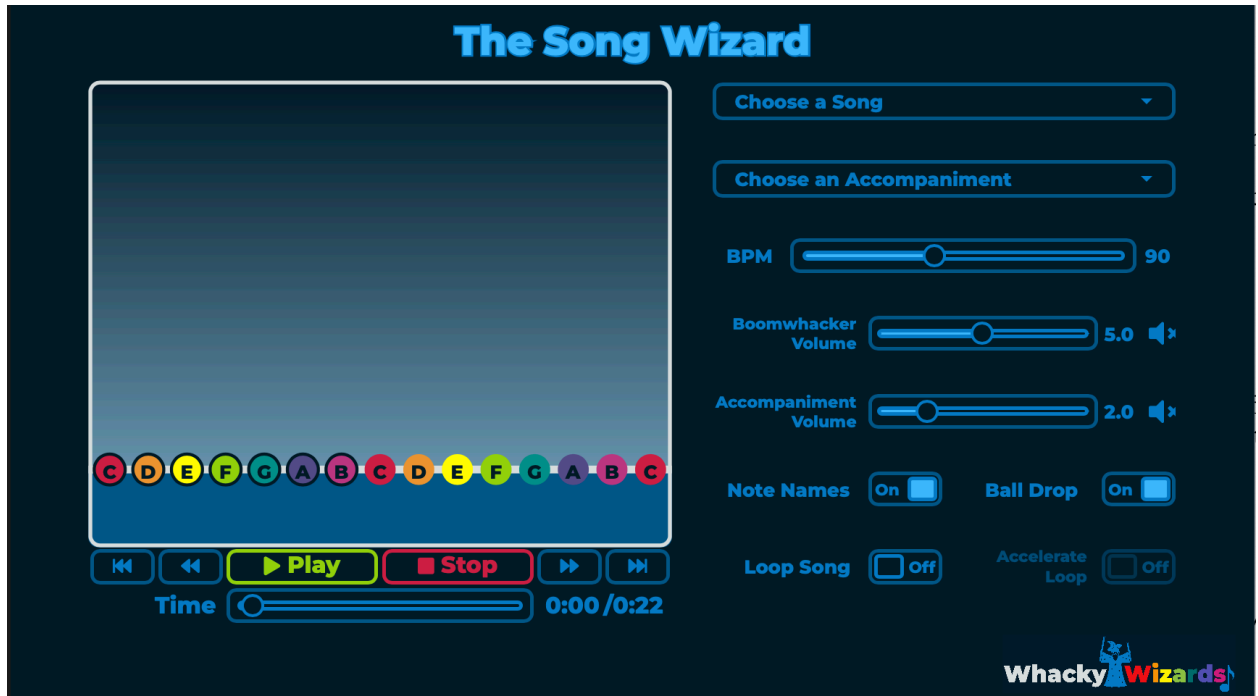 The Song Wizard
Choose a Song
Choose an Accompaniment
BPM 90
Boomwhacker
Volume 5.0
Accompaniment
Volume 2.0
C D E F G A B C D E F G A B C
Note Names On Ball Drop On
Play Stop
Loop Song Off Accelerate
Loop Off
Time 0:00/0:22
Whacky Wizards